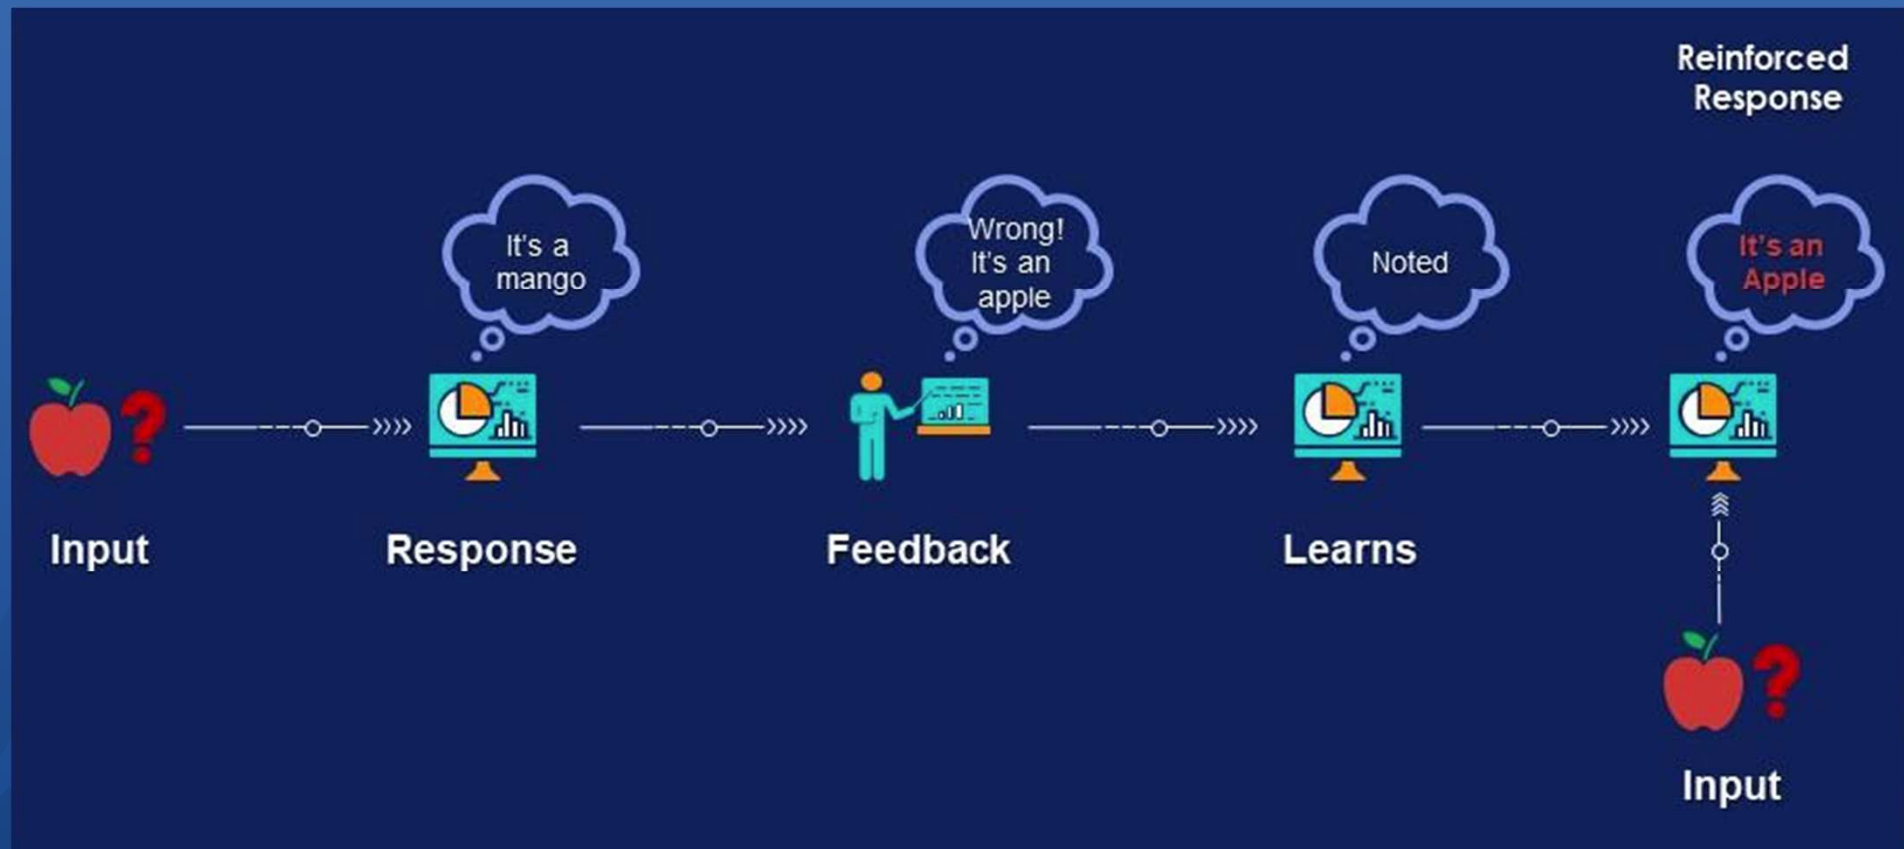 Reinforced
Response
It's a
mango
Wrong!
It's an
apple
Noted
It's an
Apple
?
Input
Response
Feedback
Learns
?
Input